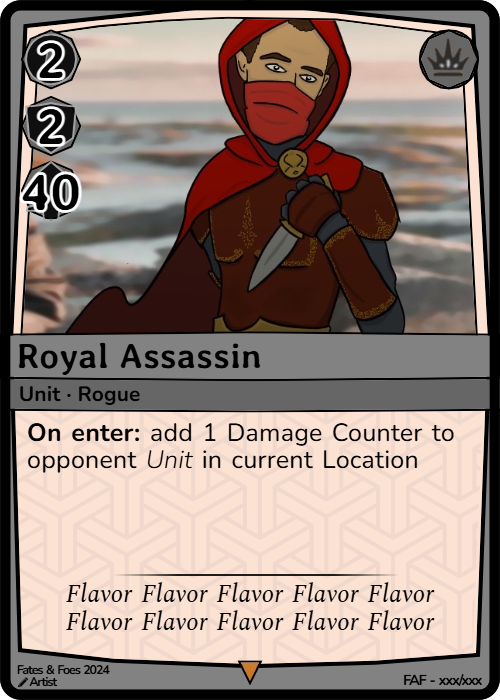 2
2
40
Royal Assassin
Unit · Rogue
On enter: add 1 Damage Counter to
opponent Unit in current Location
Flavor Flavor Flavor Flavor Flavor
Flavor Flavor Flavor Flavor Flavor
Fates & Foes 2024
Artist
FAF - xxx/xxx